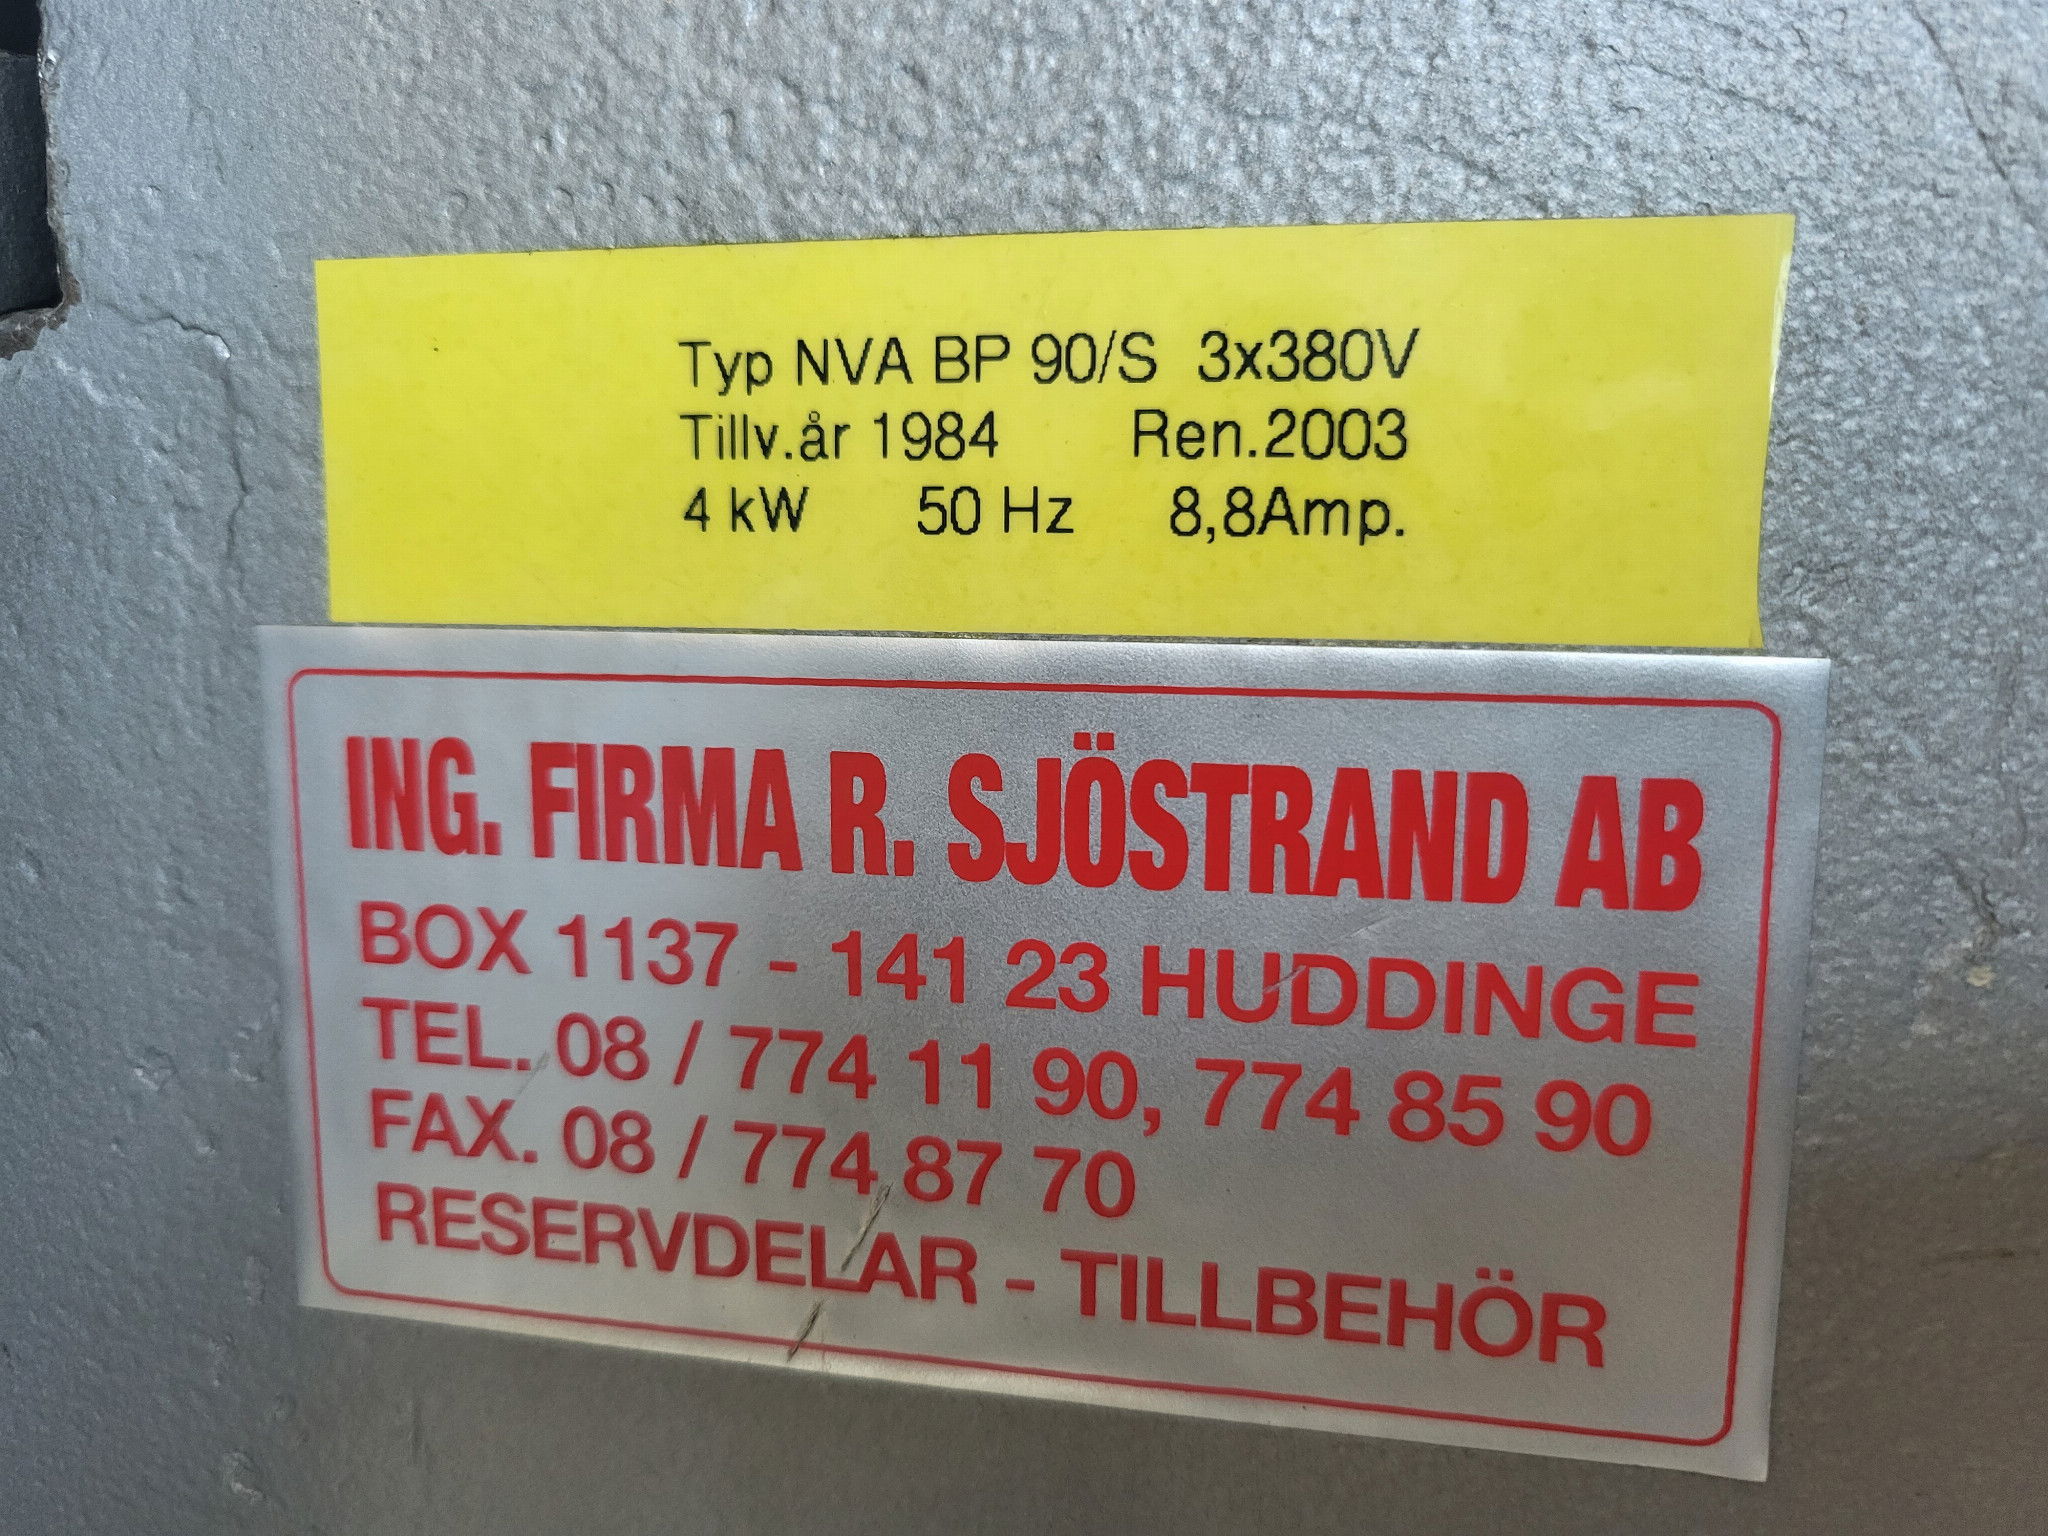 Typ NVA BP 90/S 3x380V
Tillv.år 1984 Ren.2003
4 kW 50 Hz 8,8Amp.
ING. FIRMA R. SJÖSTRAND AB
BOX 1137 - 141 23 HUDDINGE
TEL. 08 / 774 11 90, 774 85 90
FAX. 08 / 774 87 70
RESERVDELAR - TILLBEHÖR